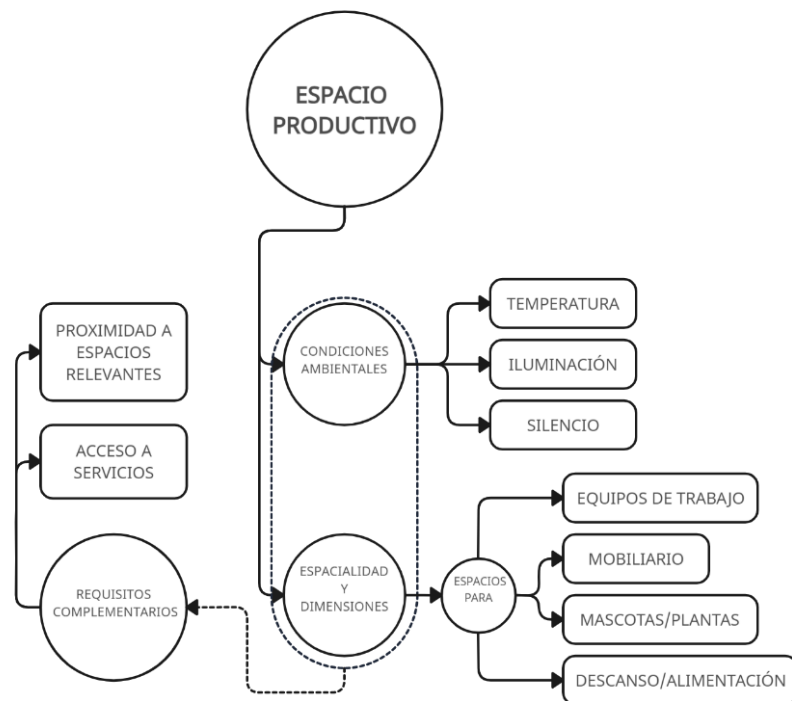 ESPACIO
PRODUCTIVO
CONDICIONES
AMBIENTALES
TEMPERATURA
ILUMINACIÓN
SILENCIO
PROXIMIDAD A
ESPACIOS
RELEVANTES
ACCESO A
SERVICIOS
REQUISITOS
COMPLEMENTARIOS
ESPACIALIDAD
Y
DIMENSIONES
ESPACIOS
PARA
EQUIPOS DE TRABAJO
MOBILIARIO
MASCOTAS/PLANTAS
DESCANSO/ALIMENTACIÓN